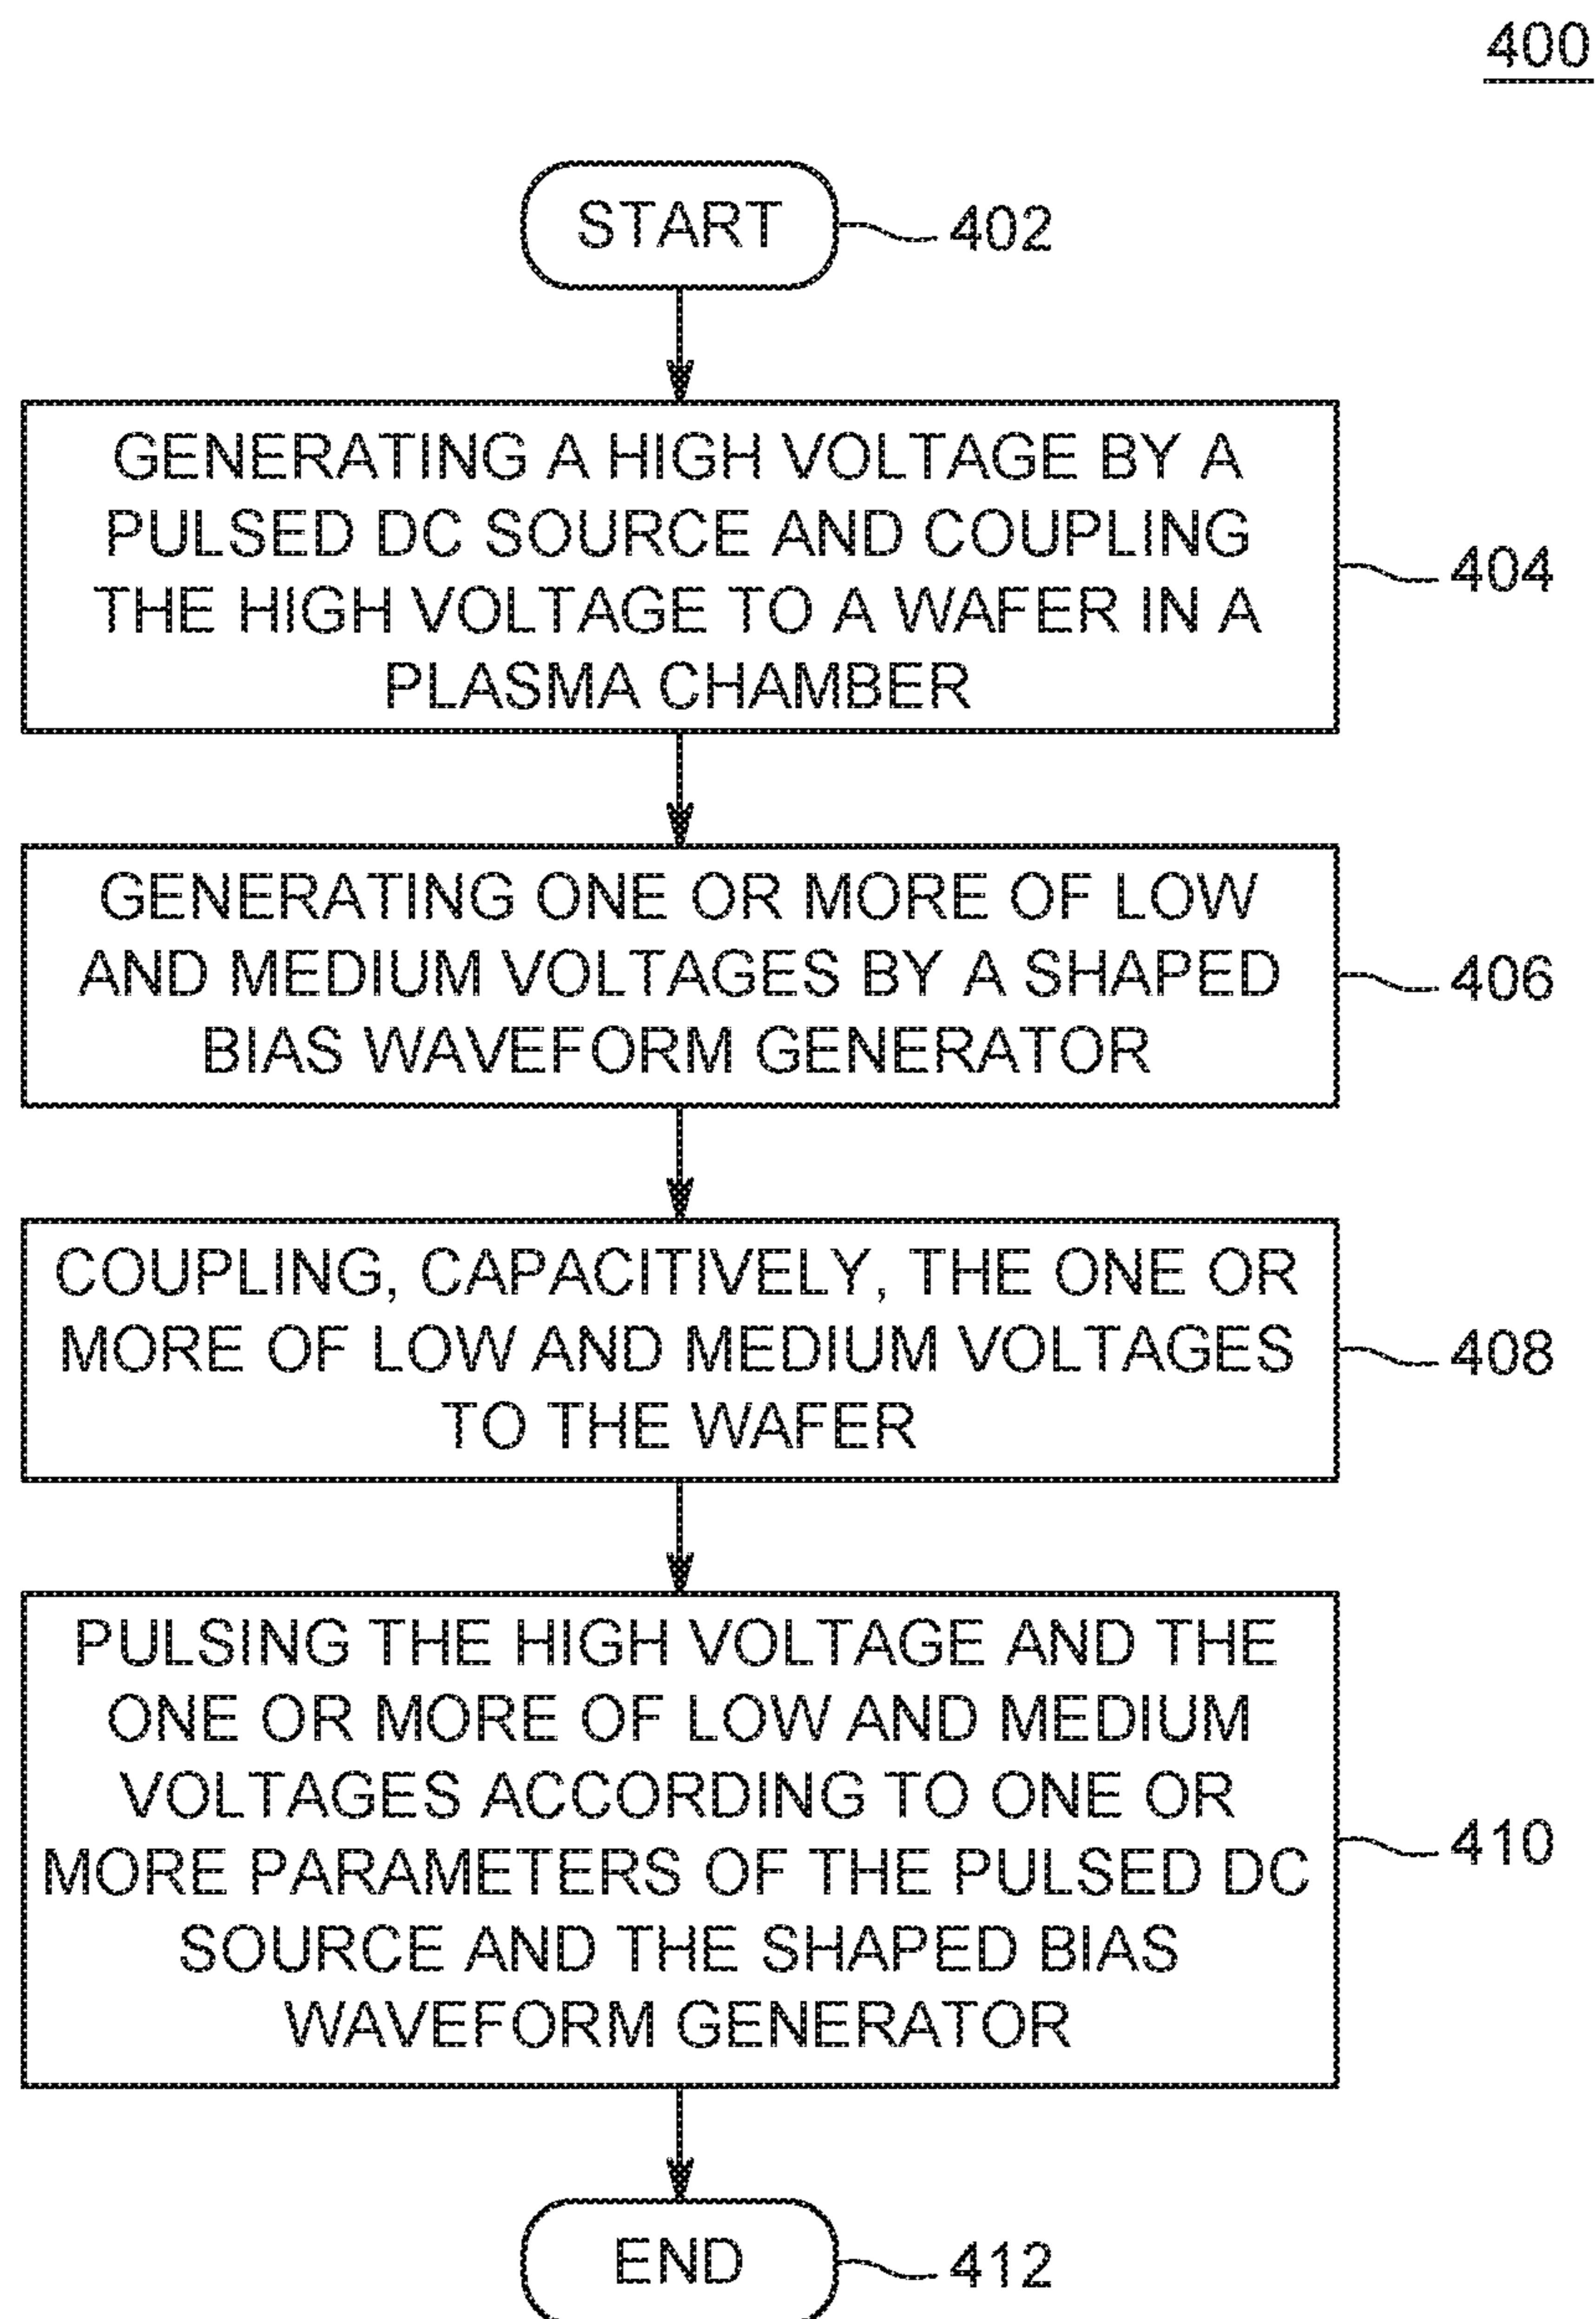 400
START
402
GENERATING A HIGH VOLTAGE BY A
PULSED DC SOURCE AND COUPLING
THE HIGH VOLTAGE TO A WAFER IN A
PLASMA CHAMBER
404
GENERATING ONE OR MORE OF LOW
AND MEDIUM VOLTAGES BY A SHAPED
BIAS WAVEFORM GENERATOR
406
COUPLING, CAPACITIVELY, THE ONE OR
MORE OF LOW AND MEDIUM VOLTAGES
TO THE WAFER
408
PULSING THE HIGH VOLTAGE AND THE
ONE OR MORE OF LOW AND MEDIUM
VOLTAGES ACCORDING TO ONE OR
MORE PARAMETERS OF THE PULSED DC
SOURCE AND THE SHAPED BIAS
WAVEFORM GENERATOR
410
END
412